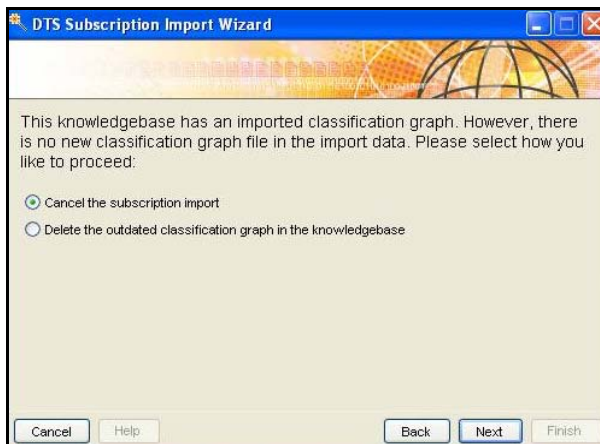 DTS Subscription Import Wizard
This knowledgebase has an imported classification graph. However, there
is no new classification graph file in the import data. Please select how you
like to proceed:
Cancel the subscription import
Delete the outdated classification graph in the knowledgebase
Cancel Help Back Next Finish